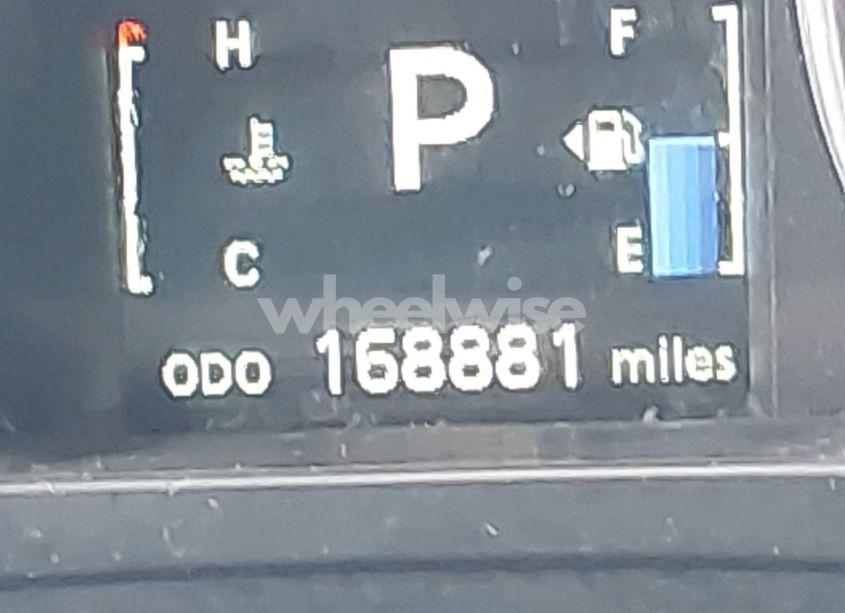 H P F
C E
wheelwise
ODO 168881 miles